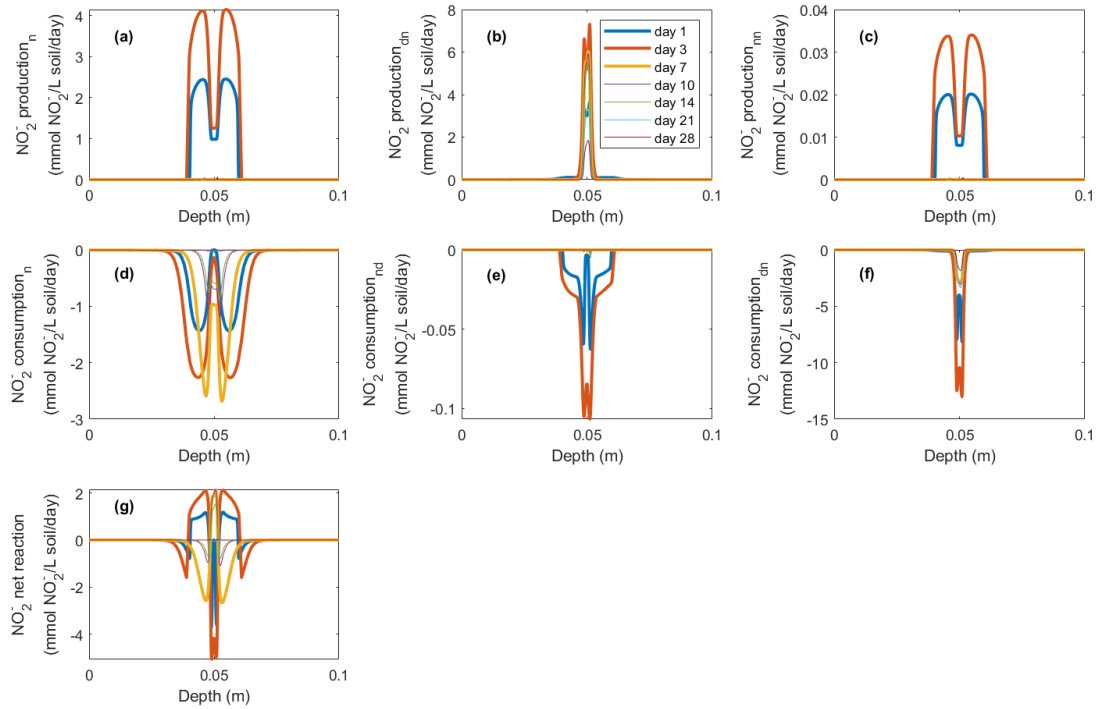 NO₂⁻ productionₙ
(mmol NO₂⁻/L soil/day)
4
3
2
1
0
(a)
0
0.05
0.1
Depth (m)
NO₂⁻ production_dn
(mmol NO₂⁻/L soil/day)
8
6
4
2
0
(b)
day 1
day 3
day 7
day 10
day 14
day 21
day 28
0
0.05
0.1
Depth (m)
NO₂⁻ production_nn
(mmol NO₂⁻/L soil/day)
0.04
0.03
0.02
0.01
0
(c)
0
0.05
0.1
Depth (m)
NO₂⁻ consumptionₙ
(mmol NO₂⁻/L soil/day)
0
-1
-2
-3
(d)
0
0.05
0.1
Depth (m)
NO₂⁻ consumption_nd
(mmol NO₂⁻/L soil/day)
0
-0.05
-0.1
(e)
0
0.05
0.1
Depth (m)
NO₂⁻ consumption_dn
(mmol NO₂⁻/L soil/day)
0
-5
-10
-15
(f)
0
0.05
0.1
Depth (m)
NO₂⁻ net reaction
(mmol NO₂⁻/L soil/day)
2
0
-2
-4
(g)
0
0.05
0.1
Depth (m)